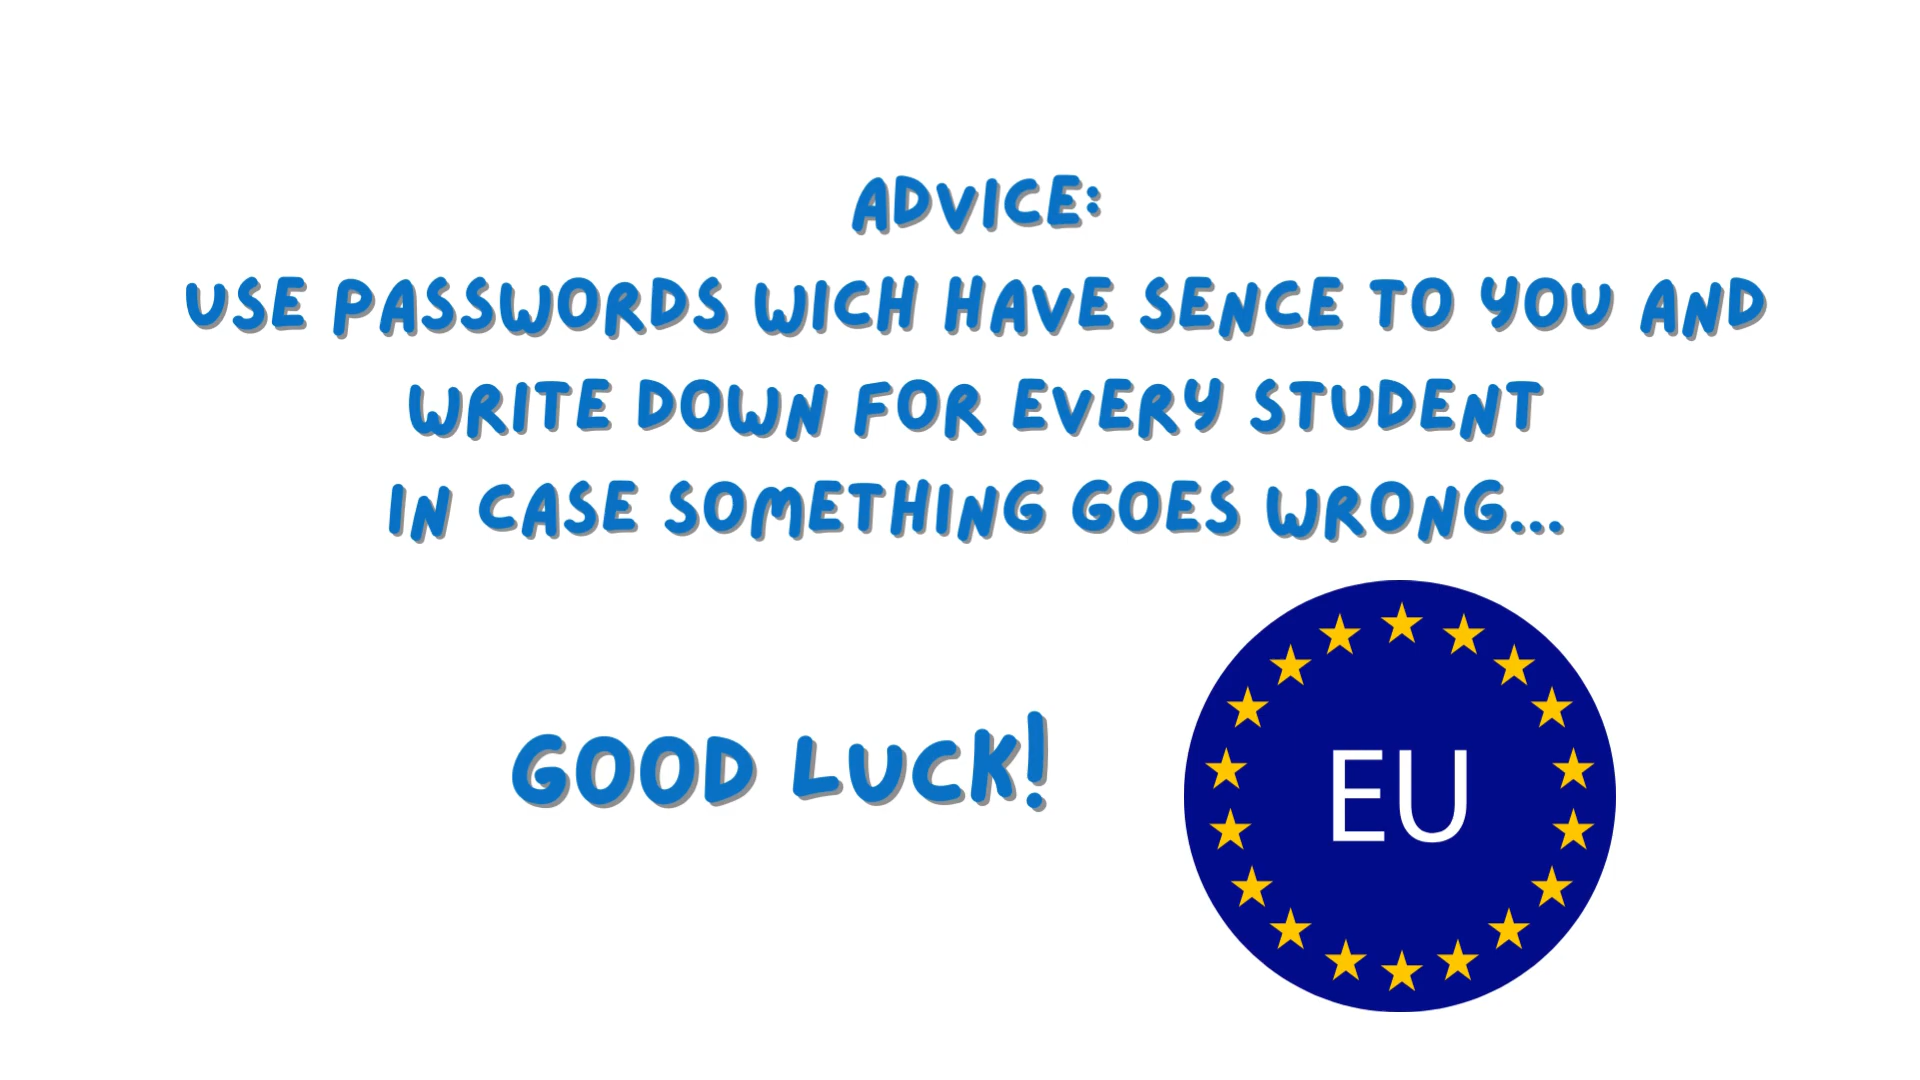 ADVICE:
USE PASSWORDS WICH HAVE SENCE TO YOU AND
WRITE DOWN FOR EVERY STUDENT
IN CASE SOMETHING GOES WRONG...
GOOD LUCK!
EU